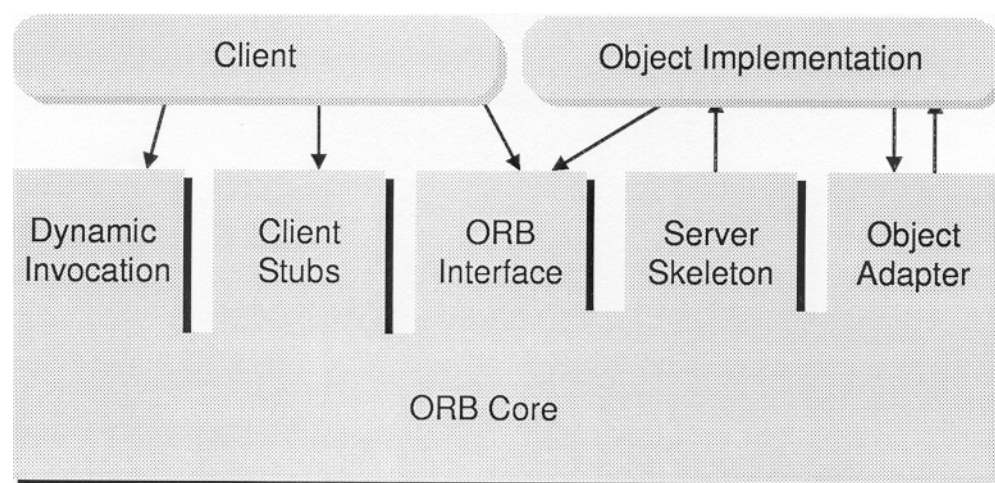 Client
Object Implementation
Dynamic
Invocation
Client
Stubs
ORB
Interface
Server
Skeleton
Object
Adapter
ORB Core